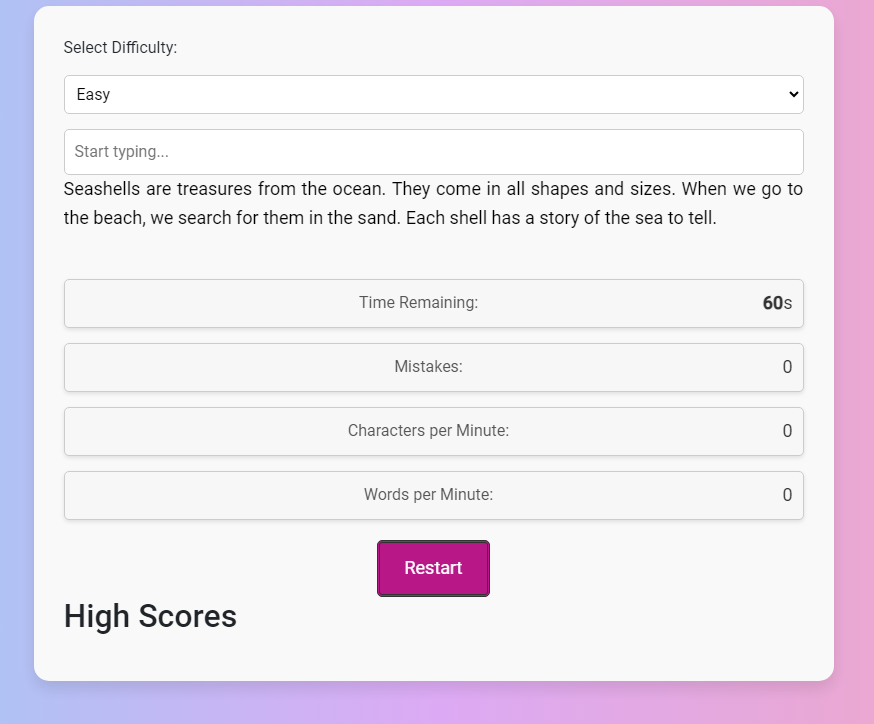 Select Difficulty:
Easy
Start typing...
Seashells are treasures from the ocean. They come in all shapes and sizes. When we go to
the beach, we search for them in the sand. Each shell has a story of the sea to tell.
Time Remaining: 60s
Mistakes: 0
Characters per Minute: 0
Words per Minute: 0
Restart
High Scores